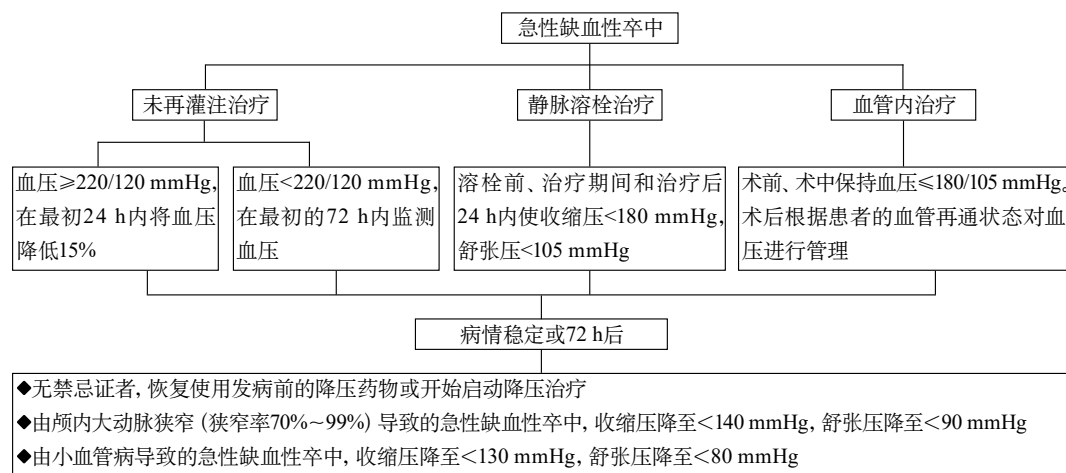 急性缺血性卒中
未再灌注治疗
静脉溶栓治疗
血管内治疗
血压≥220/120 mmHg,
在最初24 h内将血压
降低15%
血压<220/120 mmHg,
在最初的72 h内监测
血压
溶栓前、治疗期间和治疗后
24 h内使收缩压<180 mmHg,
舒张压<105 mmHg
术前、术中保持血压≤180/105 mmHg。
术后根据患者的血管再通状态对血
压进行管理
病情稳定或72 h后
◆无禁忌证者, 恢复使用发病前的降压药物或开始启动降压治疗
◆由颅内大动脉狭窄 (狭窄率70%~99%) 导致的急性缺血性卒中, 收缩压降至<140 mmHg, 舒张压降至<90 mmHg
◆由小血管病导致的急性缺血性卒中, 收缩压降至<130 mmHg, 舒张压降至<80 mmHg